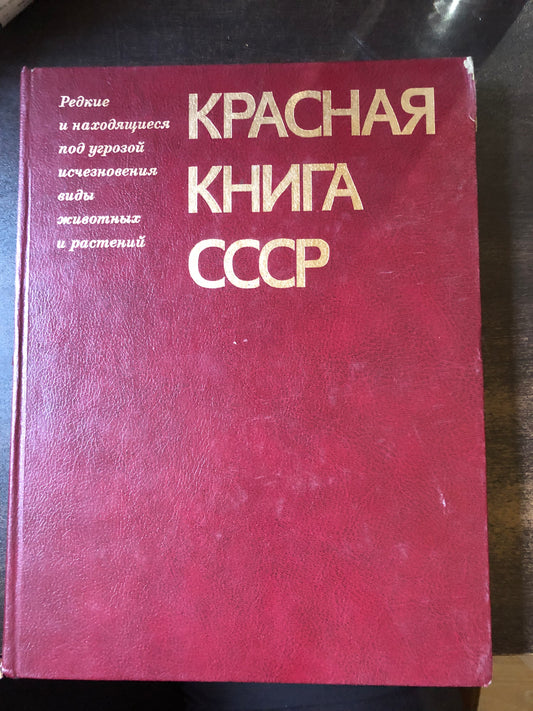 Редкие
и находящиеся
под угрозой
исчезновения
виды
животных
и растений
КРАСНАЯ
КНИГА
СССР